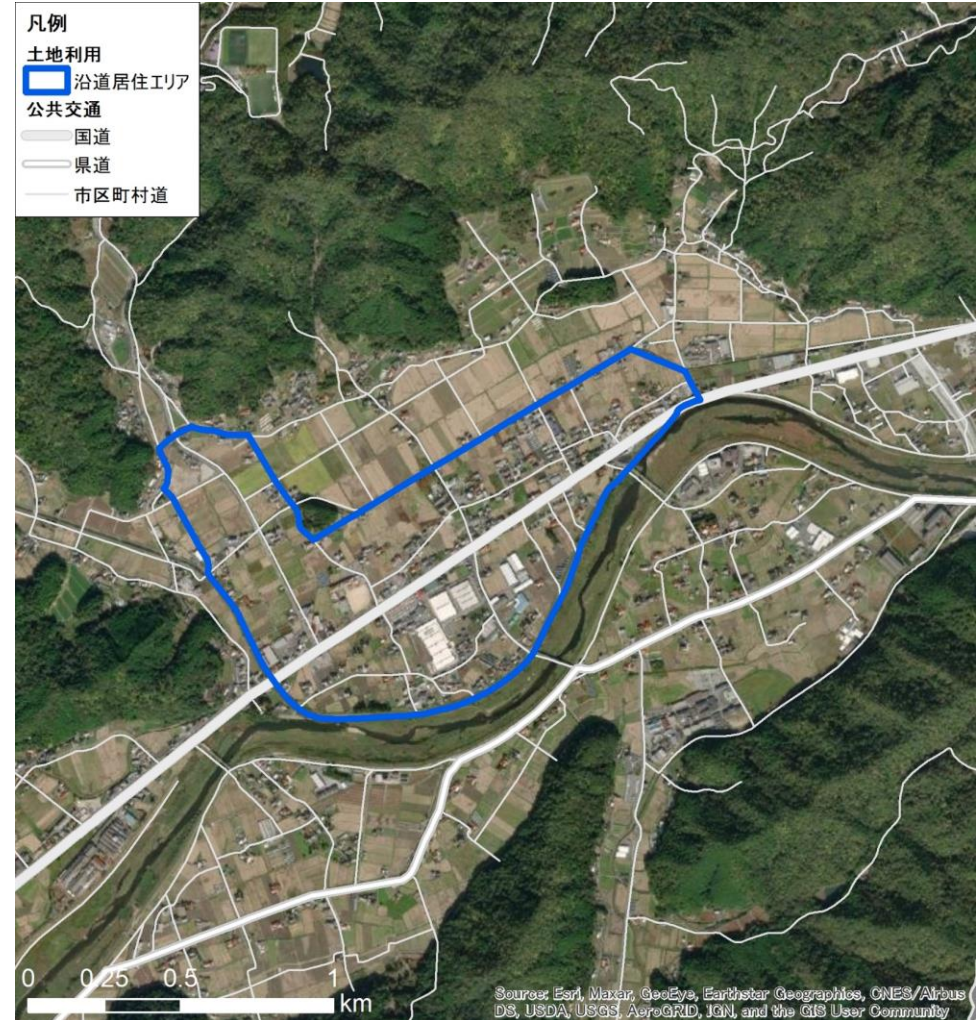 凡例
土地利用
沿道居住エリア
公共交通
国道
県道
市区町村道
0 0.25 0.5 1
km
Source: Esri, Maxar, GeoEye, Earthstar Geographics, CNES/Airbus
DS, USDA, USGS, AeroGRID, IGN, and the GIS User Community